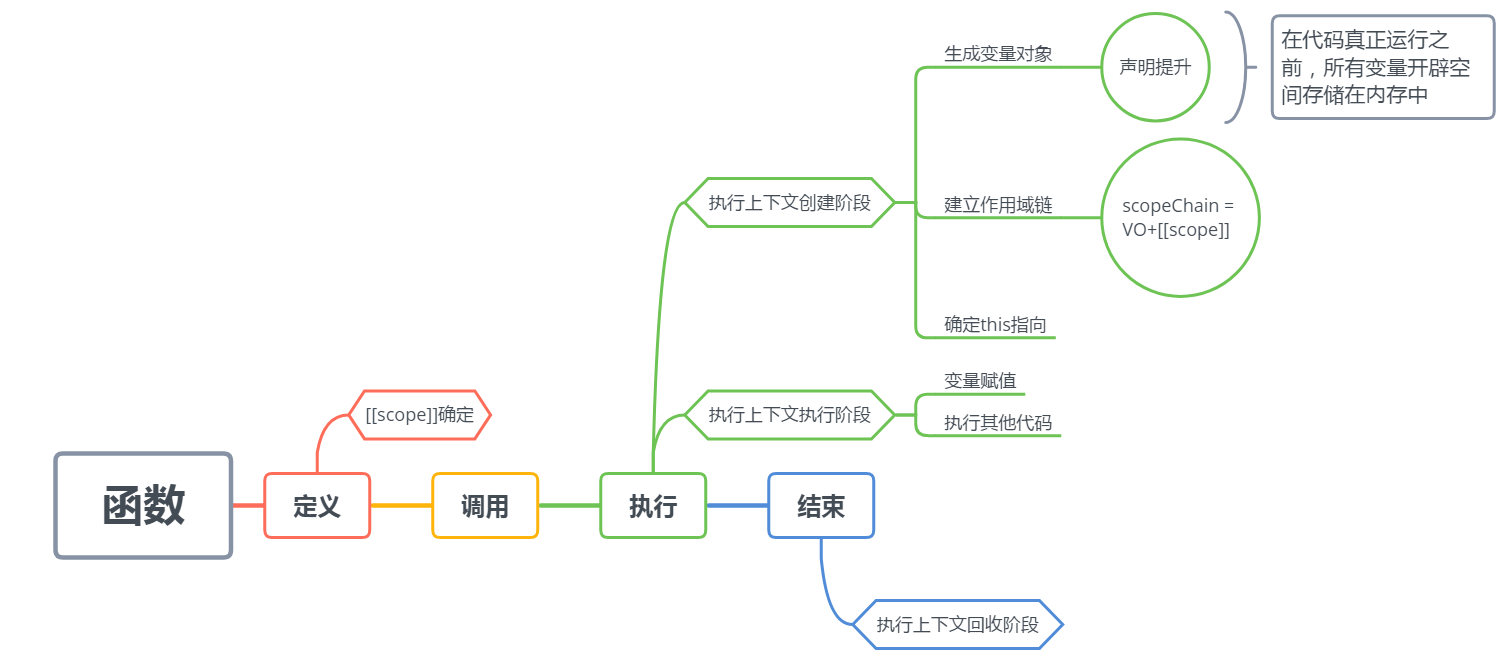 生成变量对象
声明提升
在代码真正运行之
前，所有变量开辟空
间存储在内存中
执行上下文创建阶段
建立作用域链
scopeChain =
VO+[[scope]]
确定this指向
[[scope]]确定
执行上下文执行阶段
变量赋值
执行其他代码
函数
定义
调用
执行
结束
执行上下文回收阶段